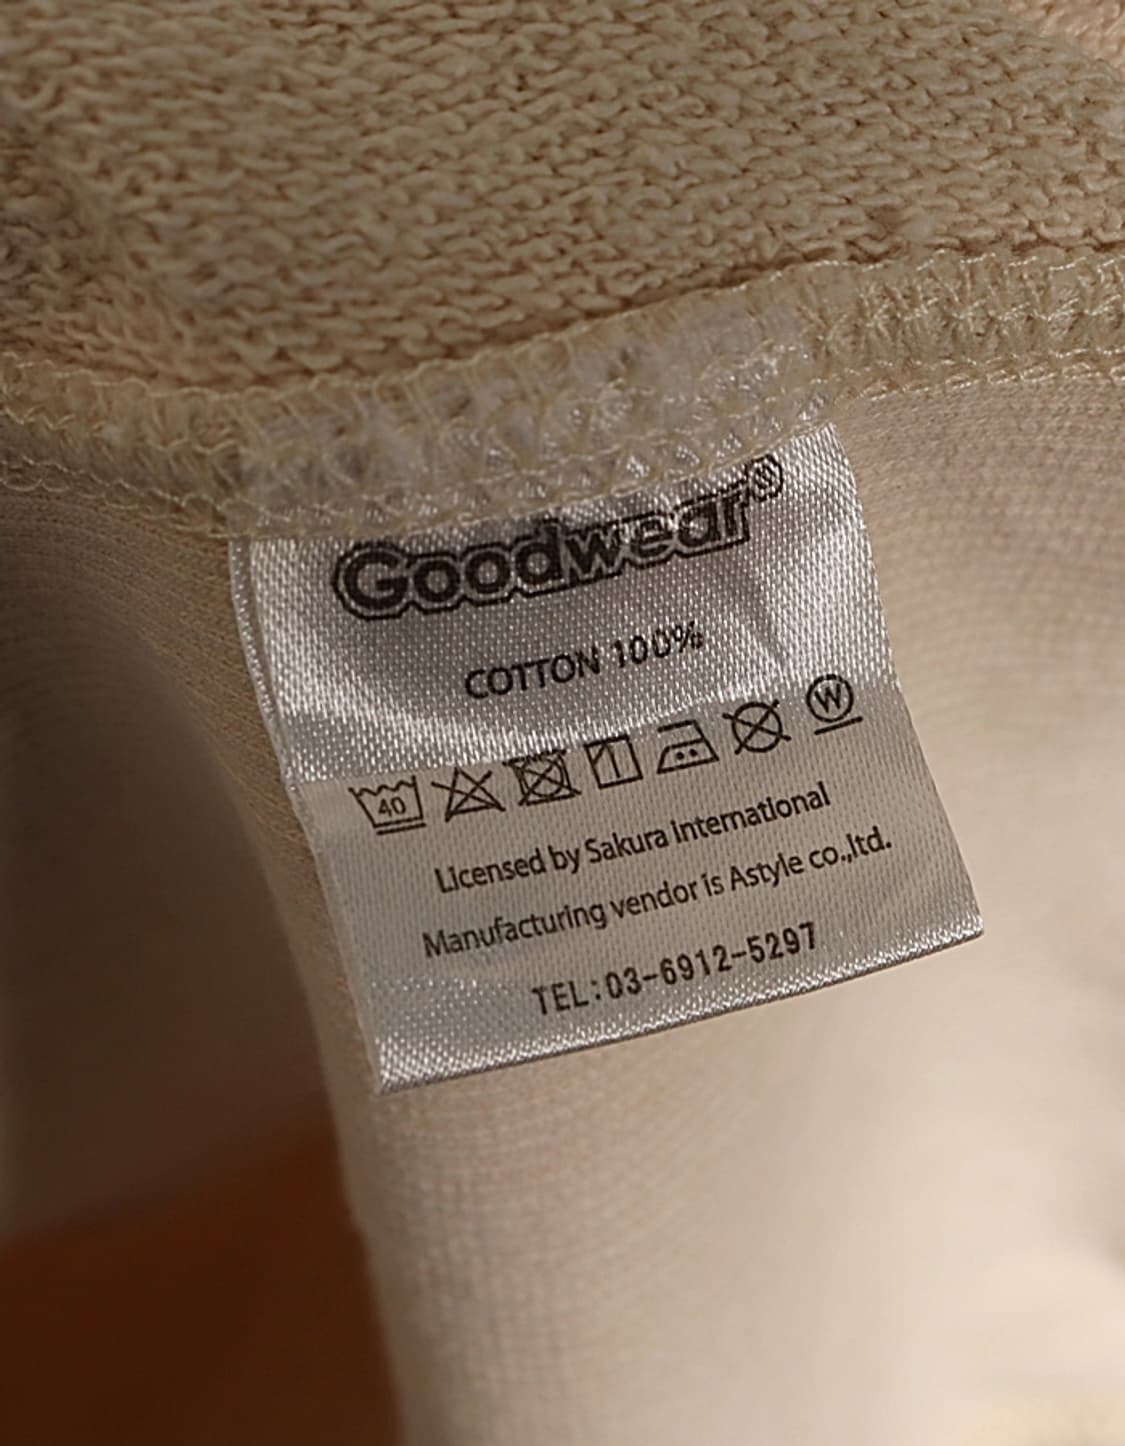 Goodwear®
COTTON 100%
40 W
Licensed by Sakura International
Manufacturing vendor is Astyle co.,ltd.
TEL:03-6912-5297